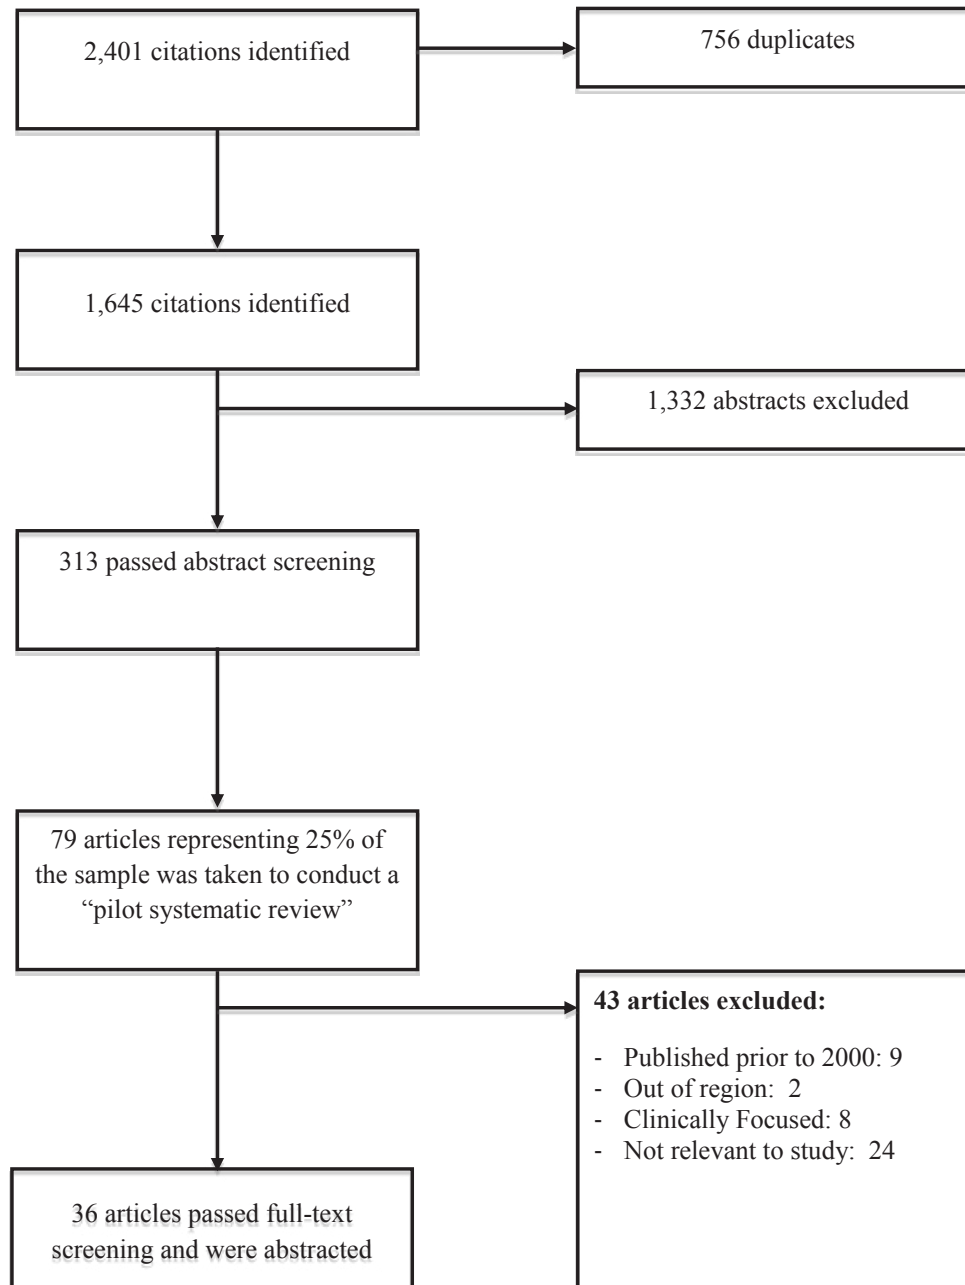 2,401 citations identified
756 duplicates
1,645 citations identified
1,332 abstracts excluded
313 passed abstract screening
79 articles representing 25% of
the sample was taken to conduct a
“pilot systematic review”
43 articles excluded:
- Published prior to 2000: 9
- Out of region: 2
- Clinically Focused: 8
- Not relevant to study: 24
36 articles passed full-text
screening and were abstracted